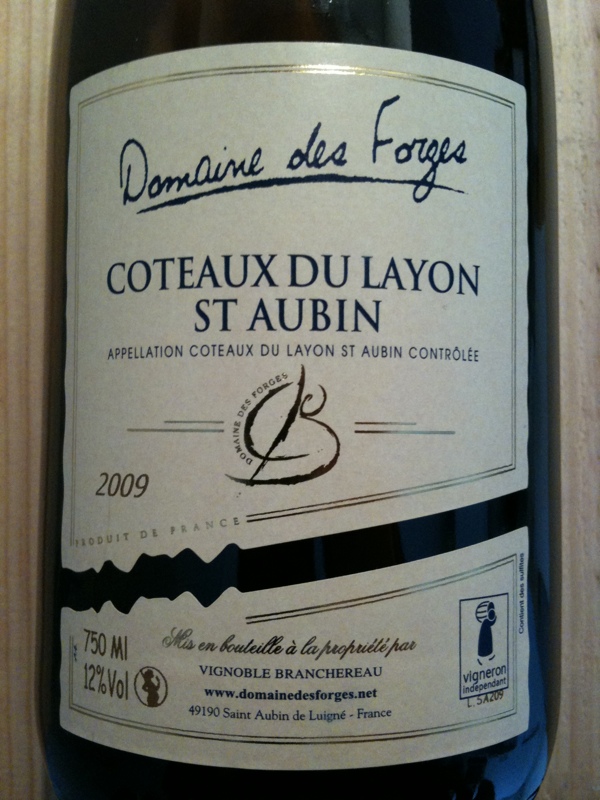 Domaine des Forges
COTEAUX DU LAYON
ST AUBIN
APPELLATION COTEAUX DU LAYON ST AUBIN CONTRÔLÉE
DOMAINE DES FORGES
2009
PRODUIT DE FRANCE
750 Ml
12%Vol
Mis en bouteille à la propriété par
VIGNOBLE BRANCHEREAU
www.domainedesforges.net
49190 Saint Aubin de Luigné - France
Contient des sulfites
vigneron
indépendant
L. 5A209